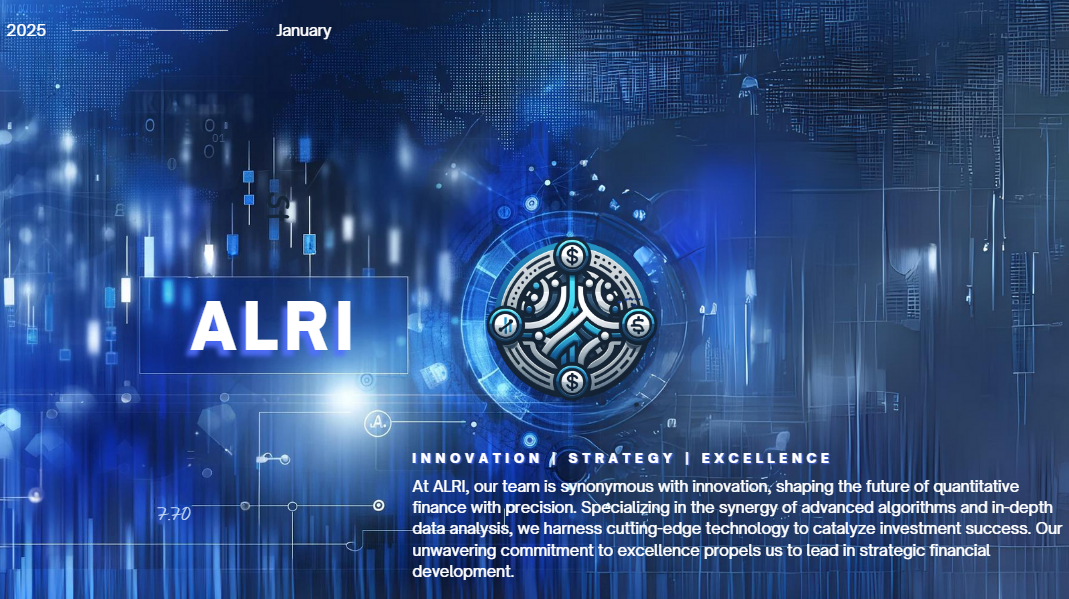 2025 January
ALRI
.A.
7.70
INNOVATION | STRATEGY | EXCELLENCE
At ALRI, our team is synonymous with innovation, shaping the future of quantitative
finance with precision. Specializing in the synergy of advanced algorithms and in-depth
data analysis, we harness cutting-edge technology to catalyze investment success. Our
unwavering commitment to excellence propels us to lead in strategic financial
development.